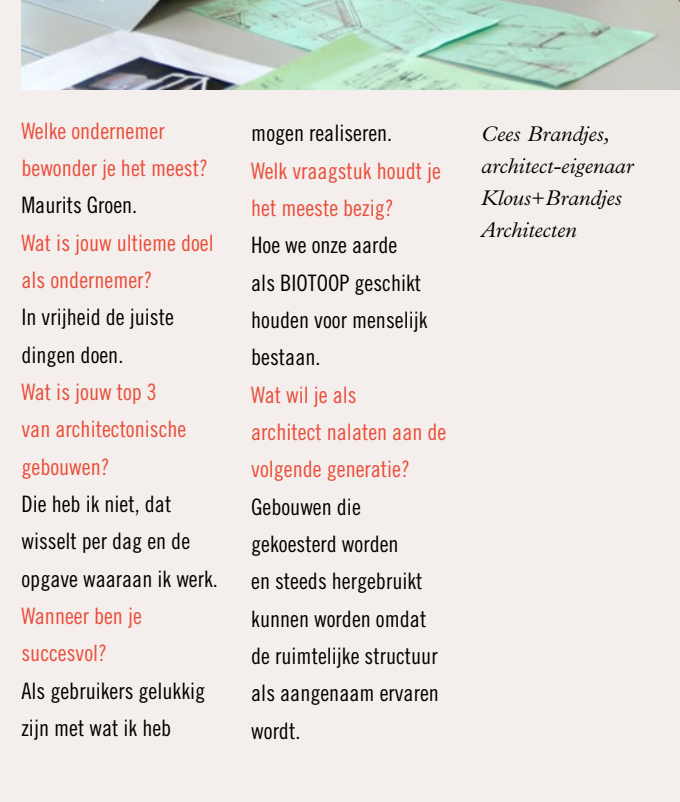 Welke ondernemer
bewonder je het meest?
Maurits Groen.
Wat is jouw ultieme doel
als ondernemer?
In vrijheid de juiste
dingen doen.
Wat is jouw top 3
van architectonische
gebouwen?
Die heb ik niet, dat
wisselt per dag en de
opgave waaraan ik werk.
Wanneer ben je
succesvol?
Als gebruikers gelukkig
zijn met wat ik heb
mogen realiseren.
Welk vraagstuk houdt je
het meeste bezig?
Hoe we onze aarde
als BIOTOOP geschikt
houden voor menselijk
bestaan.
Wat wil je als
architect nalaten aan de
volgende generatie?
Gebouwen die
gekoesterd worden
en steeds hergebruikt
kunnen worden omdat
de ruimtelijke structuur
als aangenaam ervaren
wordt.
Cees Brandjes,
architect-eigenaar
Klous+Brandjes
Architecten